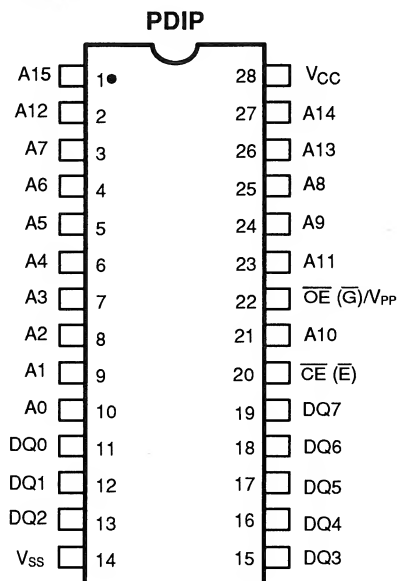 PDIP
A15 1 28 VCC
A12 2 27 A14
A7 3 26 A13
A6 4 25 A8
A5 5 24 A9
A4 6 23 A11
A3 7 22 O̅E̅ (G̅)/VPP
A2 8 21 A10
A1 9 20 C̅E̅ (E̅)
A0 10 19 DQ7
DQ0 11 18 DQ6
DQ1 12 17 DQ5
DQ2 13 16 DQ4
VSS 14 15 DQ3